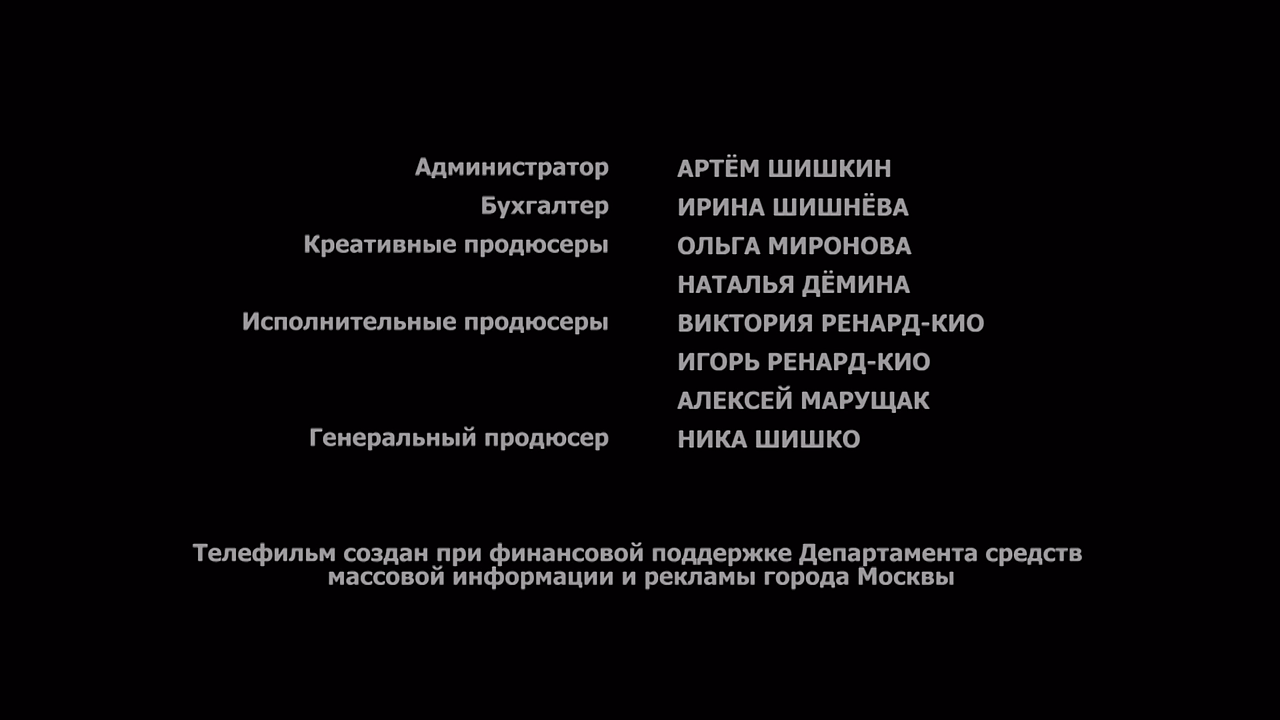 Администратор АРТЁМ ШИШКИН
Бухгалтер ИРИНА ШИШНЁВА
Креативные продюсеры ОЛЬГА МИРОНОВА
НАТАЛЬЯ ДЁМИНА
Исполнительные продюсеры ВИКТОРИЯ РЕНАРД-КИО
ИГОРЬ РЕНАРД-КИО
АЛЕКСЕЙ МАРУЩАК
Генеральный продюсер НИКА ШИШКО
Телефильм создан при финансовой поддержке Департамента средств
массовой информации и рекламы города Москвы